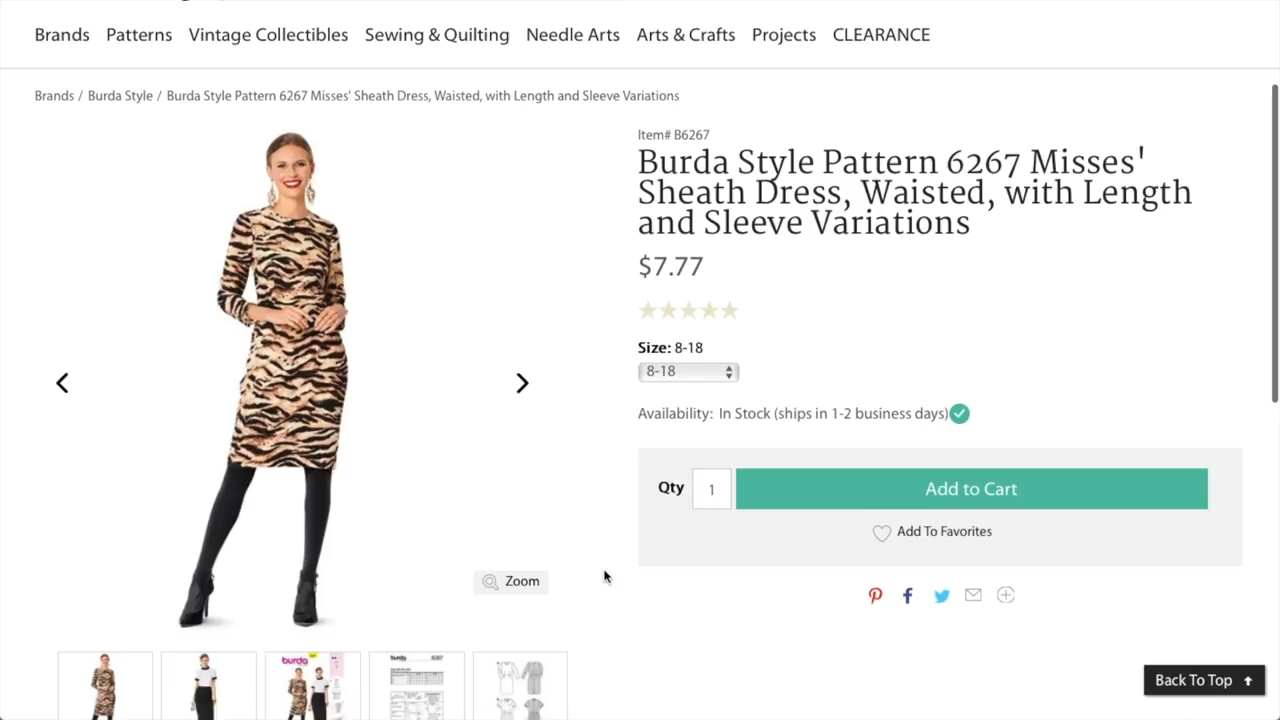 Brands Patterns Vintage Collectibles Sewing & Quilting Needle Arts Arts & Crafts Projects CLEARANCE
Brands / Burda Style / Burda Style Pattern 6267 Misses' Sheath Dress, Waisted, with Length and Sleeve Variations
Item# B6267
Burda Style Pattern 6267 Misses'
Sheath Dress, Waisted, with Length
and Sleeve Variations
$7.77
Size: 8-18
8-18
Availability: In Stock (ships in 1-2 business days)
Qty 1 Add to Cart
Add To Favorites
Zoom
burda
burda 6267
Back To Top